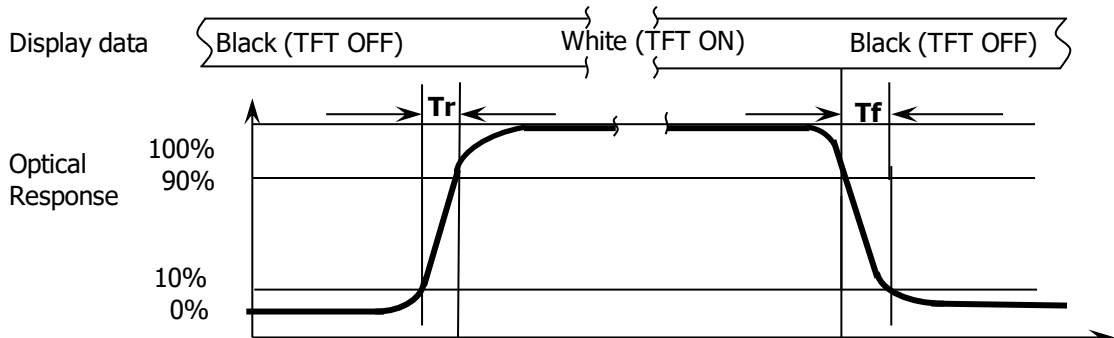 Display data
Black (TFT OFF)
White (TFT ON)
Black (TFT OFF)
Tr
Tf
Optical
Response
100%
90%
10%
0%